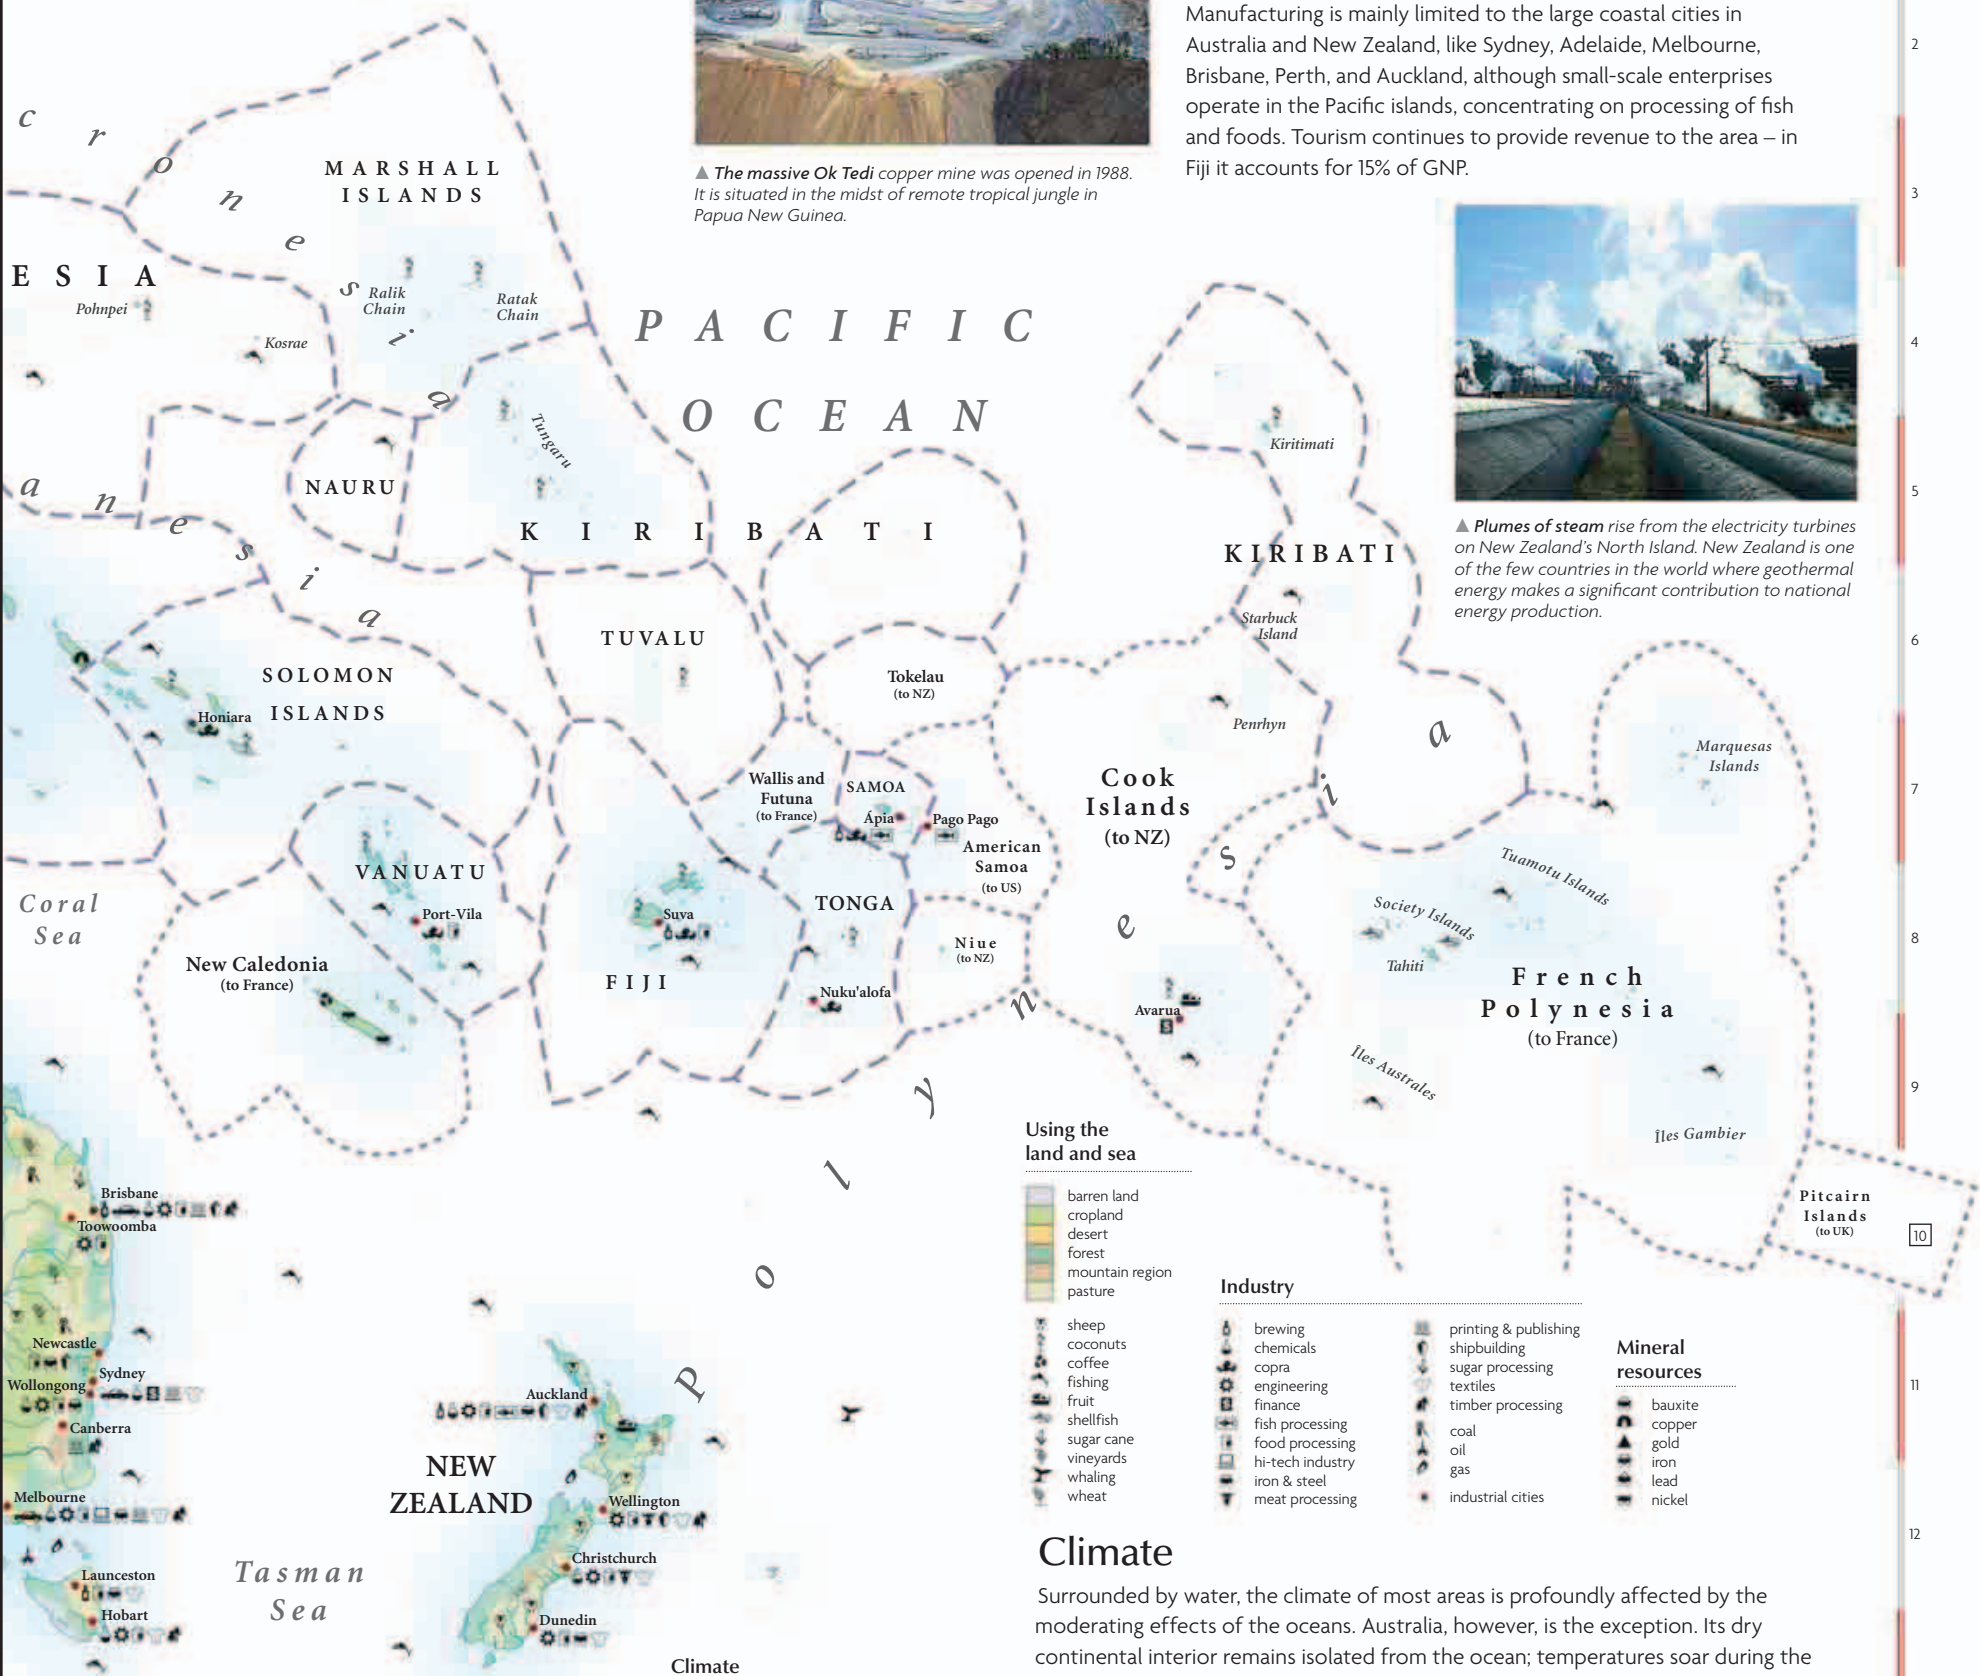 Manufacturing is mainly limited to the large coastal cities in
Australia and New Zealand, like Sydney, Adelaide, Melbourne,
Brisbane, Perth, and Auckland, although small-scale enterprises
operate in the Pacific islands, concentrating on processing of fish
and foods. Tourism continues to provide revenue to the area – in
Fiji it accounts for 15% of GNP.
▲ The massive Ok Tedi copper mine was opened in 1988.
It is situated in the midst of remote tropical jungle in
Papua New Guinea.
▲ Plumes of steam rise from the electricity turbines
on New Zealand's North Island. New Zealand is one
of the few countries in the world where geothermal
energy makes a significant contribution to national
energy production.
2
3
4
5
6
7
8
9
10
11
12
c r o n e s i a
MARSHALL
ISLANDS
ESIA
Pohnpei
Kosrae
Ralik
Chain
Ratak
Chain
PACIFIC
OCEAN
Tungaru
NAURU
KIRIBATI
Kiritimati
KIRIBATI
Starbuck
Island
a n e s i a
TUVALU
Tokelau
(to NZ)
SOLOMON
ISLANDS
Honiara
Penrhyn
Marquesas
Islands
Wallis and
Futuna
(to France)
SAMOA
Ápia
Pago Pago
American
Samoa
(to US)
Cook
Islands
(to NZ)
VANUATU
Port-Vila
Coral
Sea
Suva
FIJI
TONGA
Nuku'alofa
Niue
(to NZ)
New Caledonia
(to France)
Avarua
Tuamotu Islands
Society Islands
Tahiti
French
Polynesia
(to France)
Îles Australes
Îles Gambier
Pitcairn
Islands
(to UK)
P o l y n e s i a
Brisbane
Toowoomba
Newcastle
Sydney
Wollongong
Canberra
Melbourne
Launceston
Hobart
Tasman
Sea
NEW
ZEALAND
Auckland
Wellington
Christchurch
Dunedin
Using the
land and sea
barren land
cropland
desert
forest
mountain region
pasture
sheep
coconuts
coffee
fishing
fruit
shellfish
sugar cane
vineyards
whaling
wheat
Industry
brewing
chemicals
copra
engineering
finance
fish processing
food processing
hi-tech industry
iron & steel
meat processing
printing & publishing
shipbuilding
sugar processing
textiles
timber processing
coal
oil
gas
industrial cities
Mineral
resources
bauxite
copper
gold
iron
lead
nickel
Climate
Surrounded by water, the climate of most areas is profoundly affected by the
moderating effects of the oceans. Australia, however, is the exception. Its dry
continental interior remains isolated from the ocean; temperatures soar during the
Climate